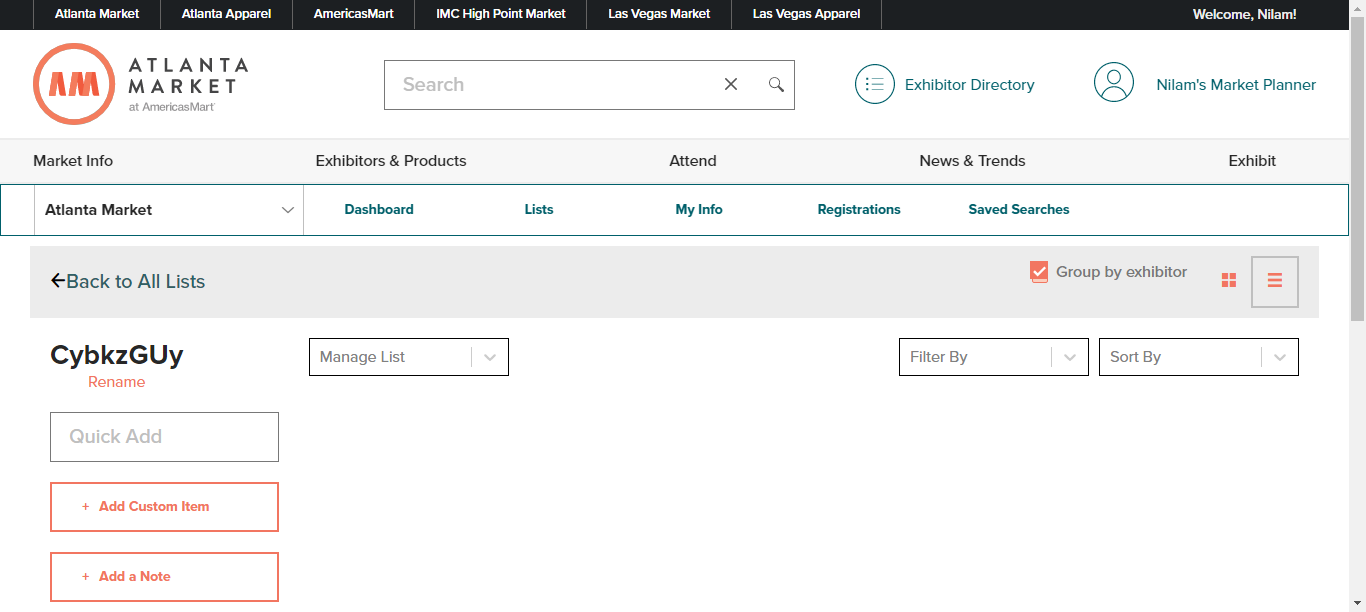 Atlanta Market Atlanta Apparel AmericasMart IMC High Point Market Las Vegas Market Las Vegas Apparel Welcome, Nilam!
ATLANTA
MARKET
at AmericasMart
Search
Exhibitor Directory
Nilam's Market Planner
Market Info Exhibitors & Products Attend News & Trends Exhibit
Atlanta Market Dashboard Lists My Info Registrations Saved Searches
Back to All Lists
Group by exhibitor
CybkzGUy
Rename
Manage List
Filter By
Sort By
Quick Add
+ Add Custom Item
+ Add a Note